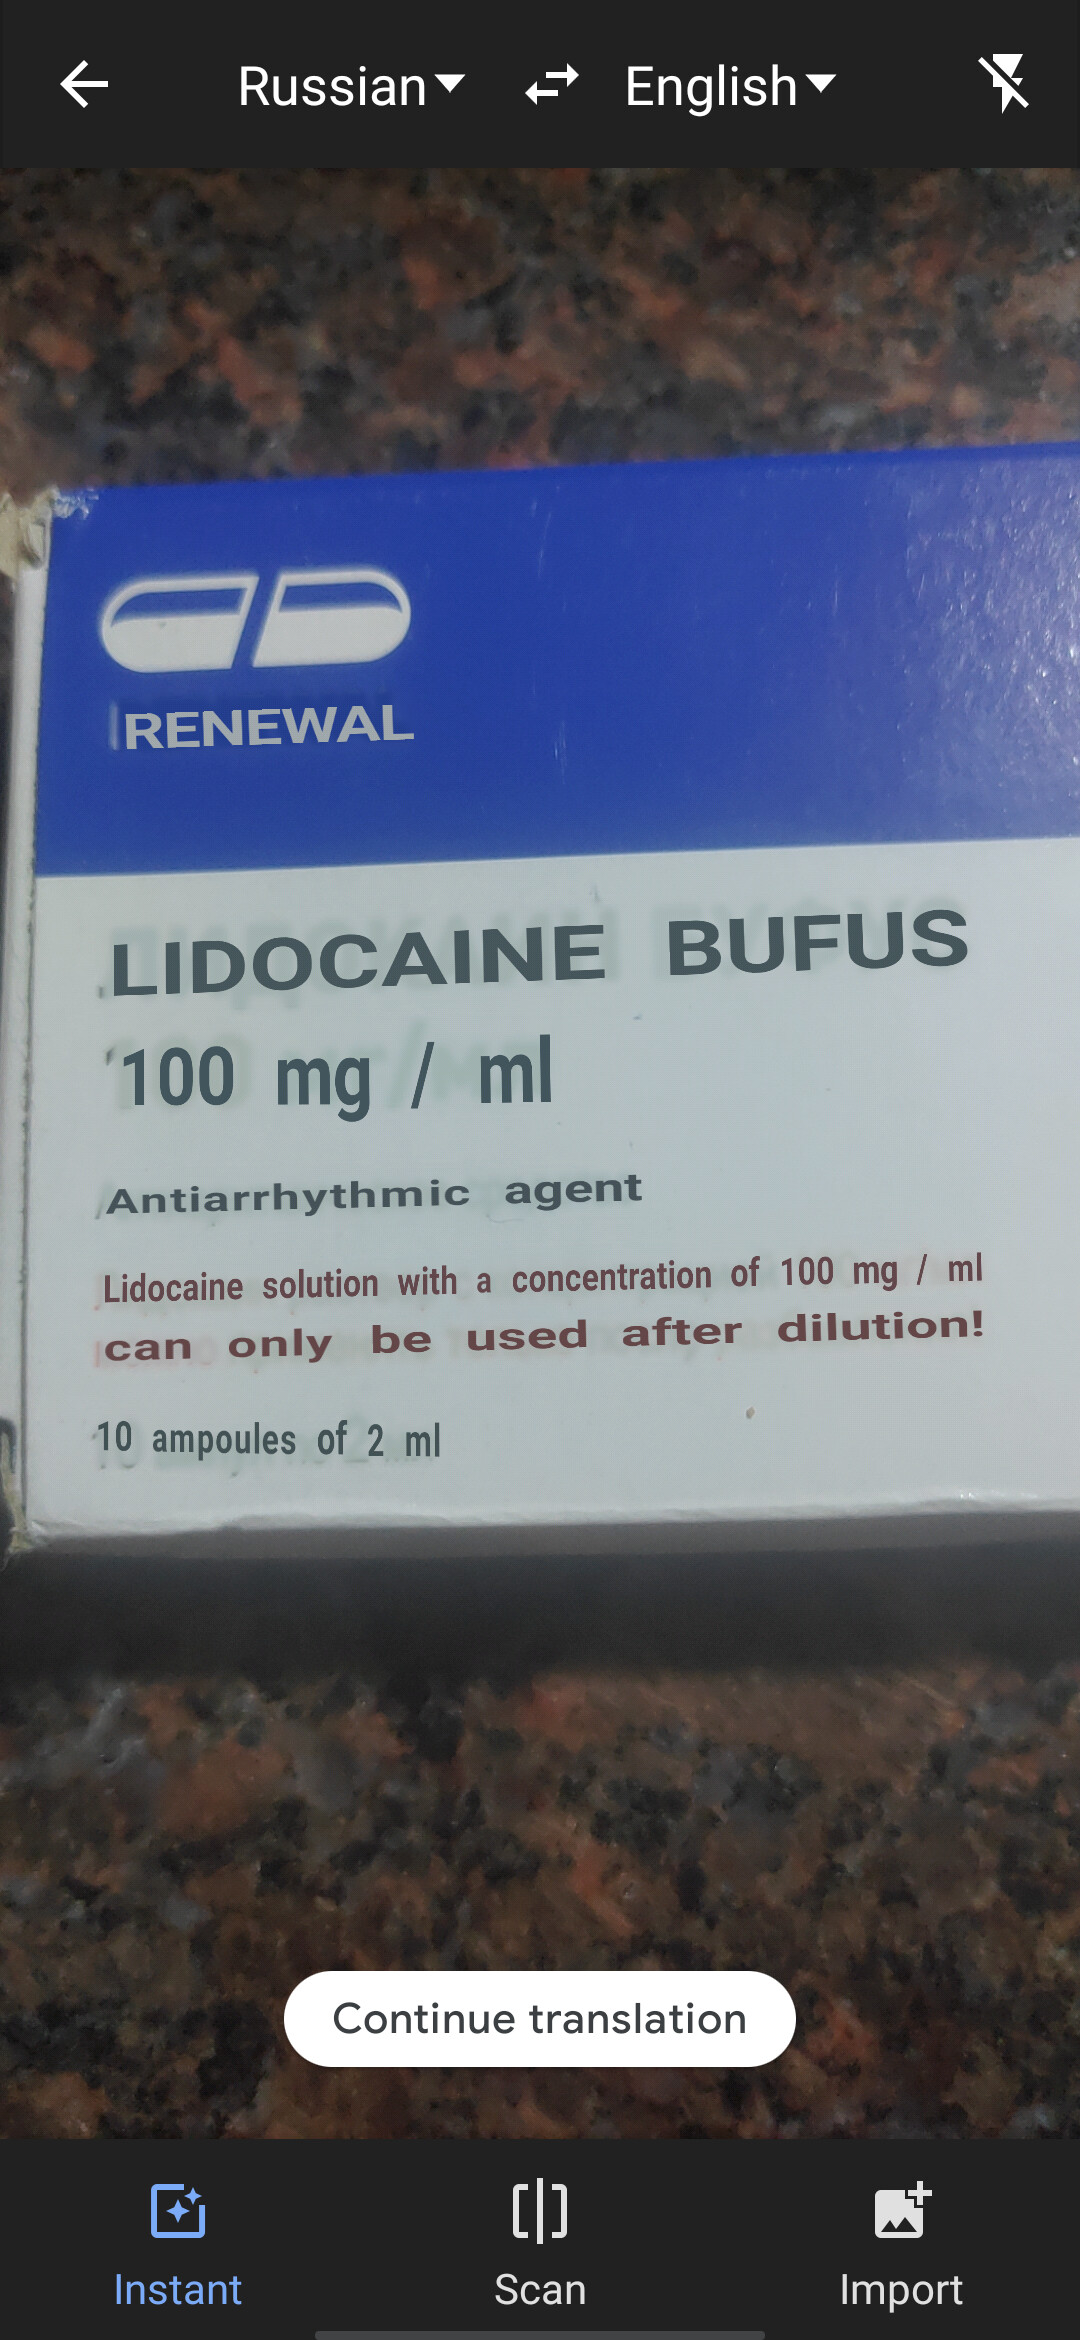 Russian English
RENEWAL
LIDOCAINE BUFUS
100 mg / ml
Antiarrhythmic agent
Lidocaine solution with a concentration of 100 mg / ml
can only be used after dilution!
10 ampoules of 2 ml
Continue translation
Instant Scan Import